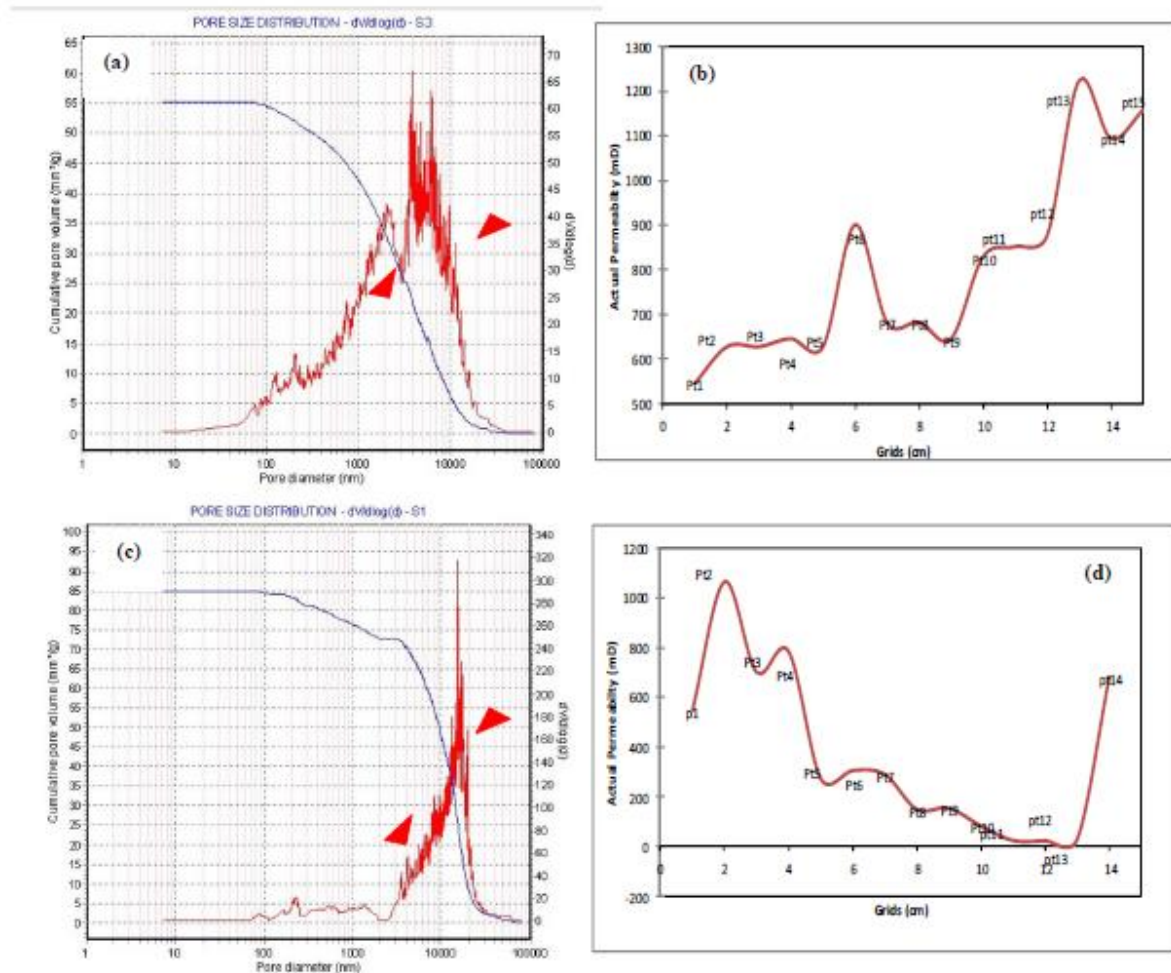 PORE SIZE DISTRIBUTION - dV/dlog(d) - S3
(a)
Cumulative pore volume (mm³/g)
65
60
55
50
45
40
35
30
25
20
15
10
5
0
70
65
60
55
50
45
40
35
30
25
20
15
10
5
0
dV/dlog(d)
1 10 100 1000 10000 100000
Pore diameter (nm)
(b)
Actual Permeability (mD)
1300
1200
1100
1000
900
800
700
600
500
Pt1
Pt2
Pt3
Pt4
Pt5
Pt6
Pt7
Pt8
Pt9
Pt10
pt11
pt12
pt13
pt14
pt15
0 2 4 6 8 10 12 14
Grids (cm)
PORE SIZE DISTRIBUTION - dV/dlog(d) - S1
(c)
Cumulative pore volume (mm³/g)
100
95
90
85
80
75
70
65
60
55
50
45
40
35
30
25
20
15
10
5
0
340
320
290
270
250
220
200
180
160
140
120
100
80
60
40
20
0
dV/dlog(d)
1 10 100 1000 10000 100000
Pore diameter (nm)
(d)
Actual Permeability (mD)
1200
1000
800
600
400
200
0
-200
p1
Pt2
Pt3
Pt4
Pt5
Pt6
Pt7
Pt8
Pt9
Pt10
pt11
pt12
pt13
pt14
0 2 4 6 8 10 12 14
Grids (cm)